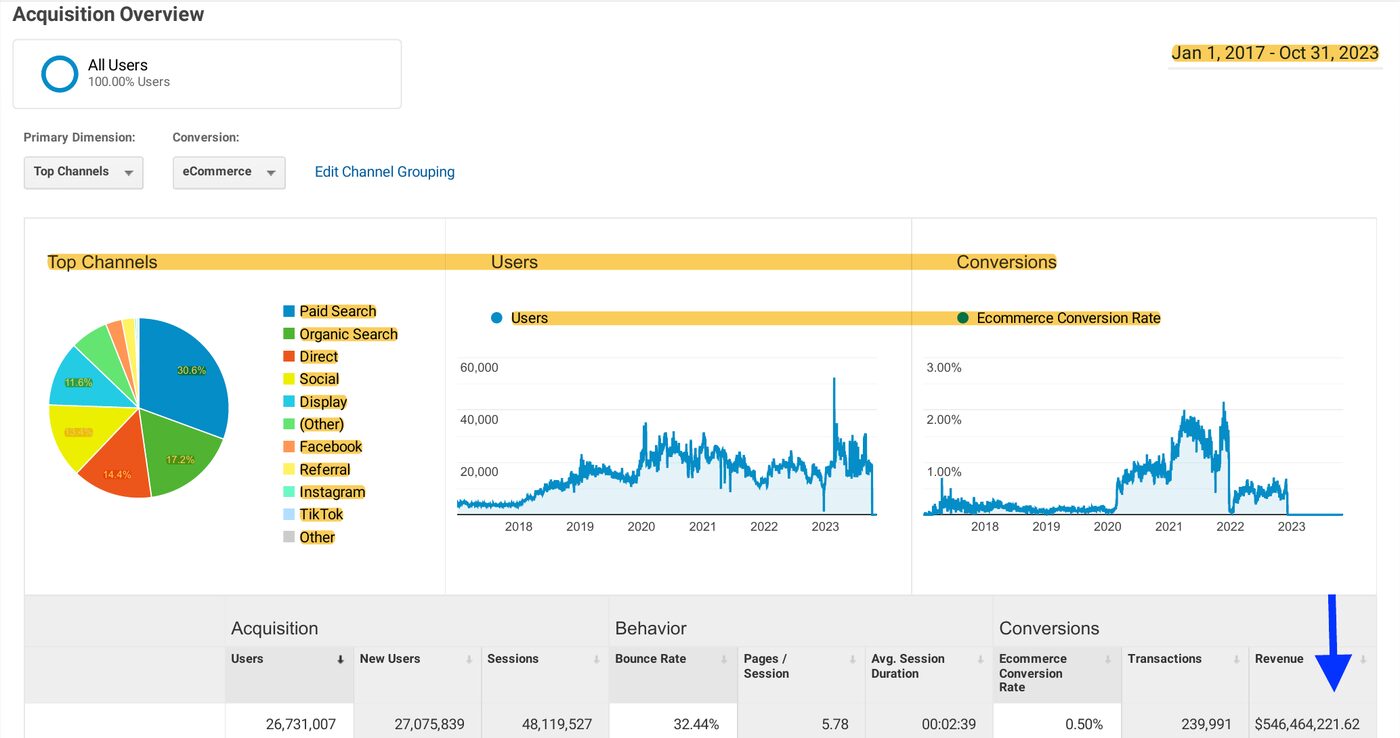 Acquisition Overview
All Users
100.00% Users
Jan 1, 2017 - Oct 31, 2023
Primary Dimension:
Conversion:
Top Channels
eCommerce
Edit Channel Grouping
Top Channels
Paid Search
Organic Search
Direct
Social
Display
(Other)
Facebook
Referral
Instagram
TikTok
Other
30.6%
17.2%
14.4%
11.6%
Users
Users
60,000
40,000
20,000
2018 2019 2020 2021 2022 2023
Conversions
Ecommerce Conversion Rate
3.00%
2.00%
1.00%
2018 2019 2020 2021 2022 2023
Acquisition Behavior Conversions
Users
New Users
Sessions
Bounce Rate
Pages /
Session
Avg. Session
Duration
Ecommerce
Conversion
Rate
Transactions
Revenue
26,731,007 27,075,839 48,119,527 32.44% 5.78 00:02:39 0.50% 239,991 $546,464,221.62